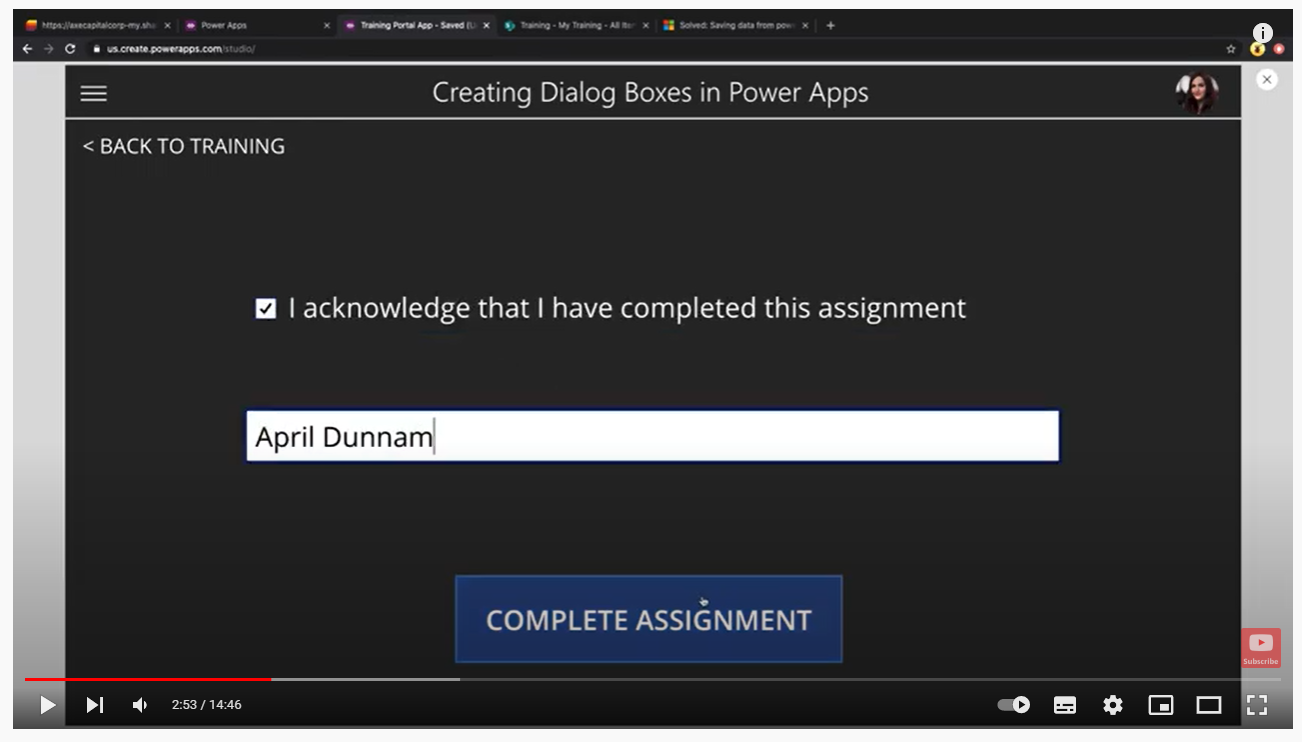 https://axecapitalcorp-my.sha
Power Apps
Training Portal App - Saved (U
Training - My Training - All Iter
Solved: Saving data from pow
us.create.powerapps.com/studio/
Creating Dialog Boxes in Power Apps
< BACK TO TRAINING
I acknowledge that I have completed this assignment
April Dunnam
COMPLETE ASSIGNMENT
Subscribe
2:53 / 14:46